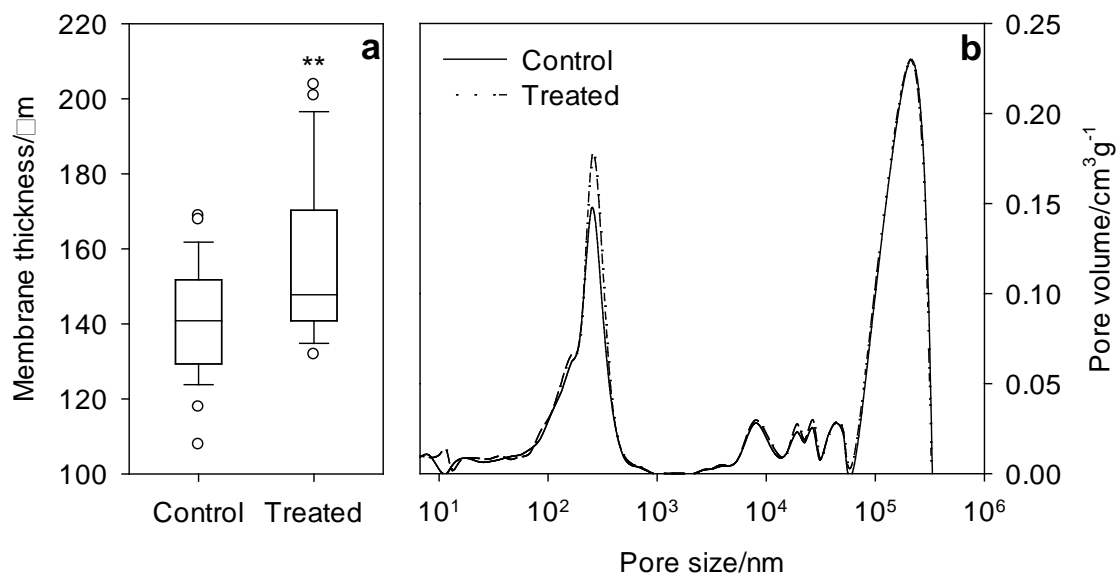 220
200
180
160
140
120
100
Membrane thickness/□m
Control Treated
**
a
b
Control
Treated
0.25
0.20
0.15
0.10
0.05
0.00
Pore volume/cm³g⁻¹
10¹ 10² 10³ 10⁴ 10⁵ 10⁶
Pore size/nm